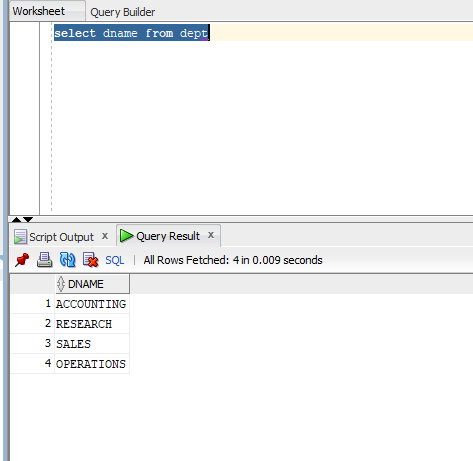 Worksheet Query Builder
select dname from dept
Script Output x Query Result x
SQL | All Rows Fetched: 4 in 0.009 seconds
DNAME
1 ACCOUNTING
2 RESEARCH
3 SALES
4 OPERATIONS